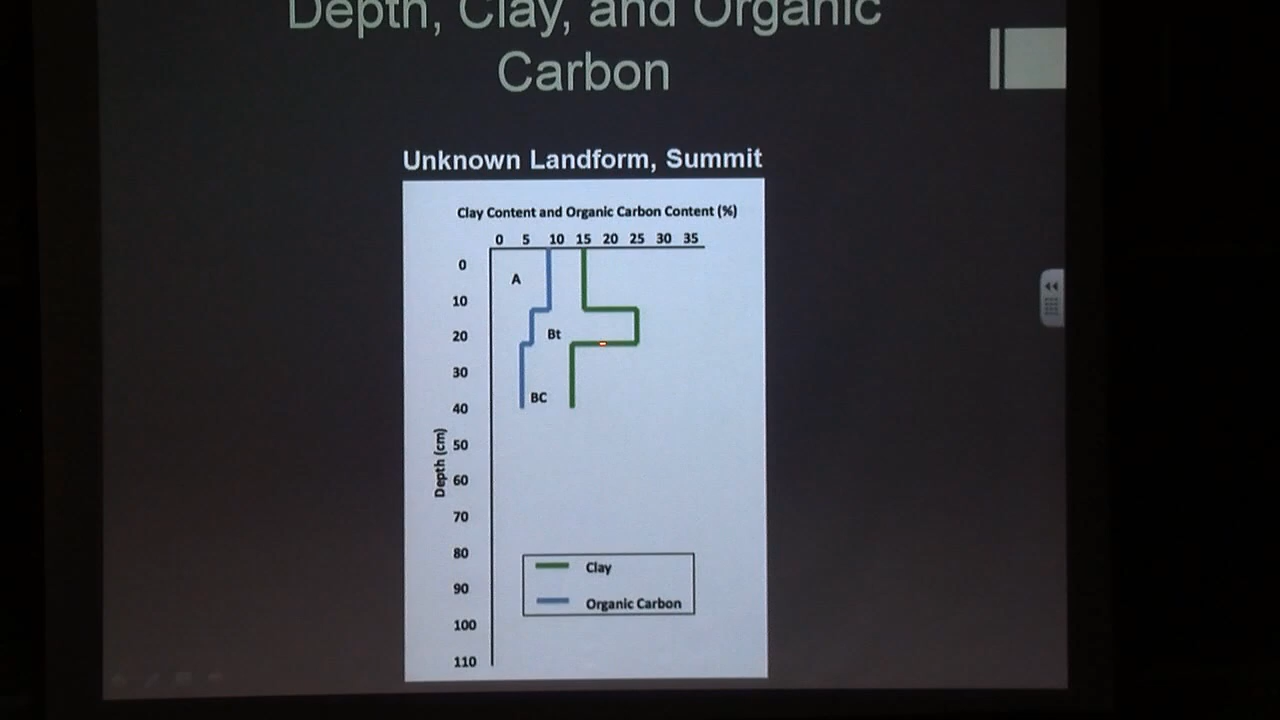 Depth, Clay, and Organic
Carbon
Unknown Landform, Summit
Clay Content and Organic Carbon Content (%)
0 5 10 15 20 25 30 35
0
A
10
20
Bt
30
BC
40
Depth (cm)
50
60
70
80
Clay
90
Organic Carbon
100
110